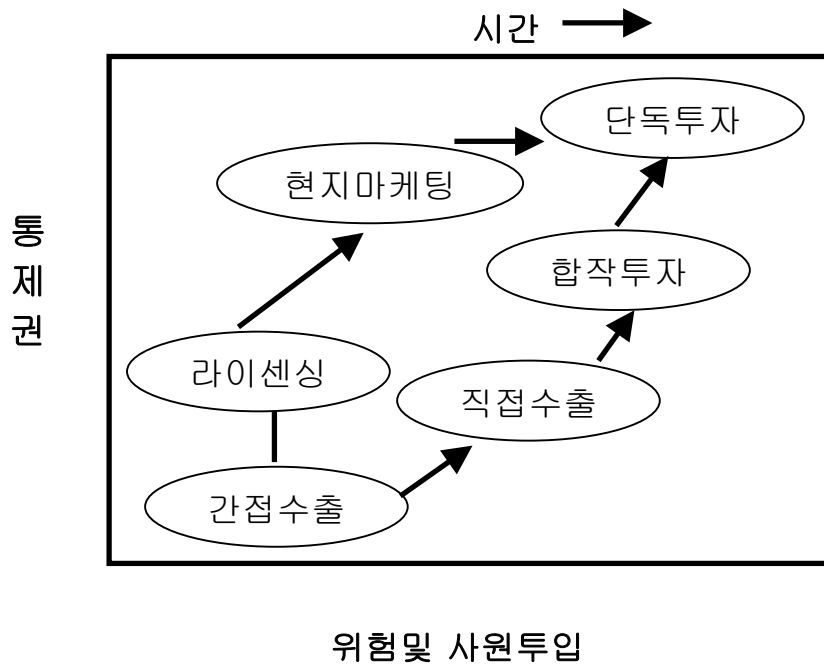 시간
단독투자
현지마케팅
통
제
권
합작투자
라이센싱
직접수출
간접수출
위험및 사원투입